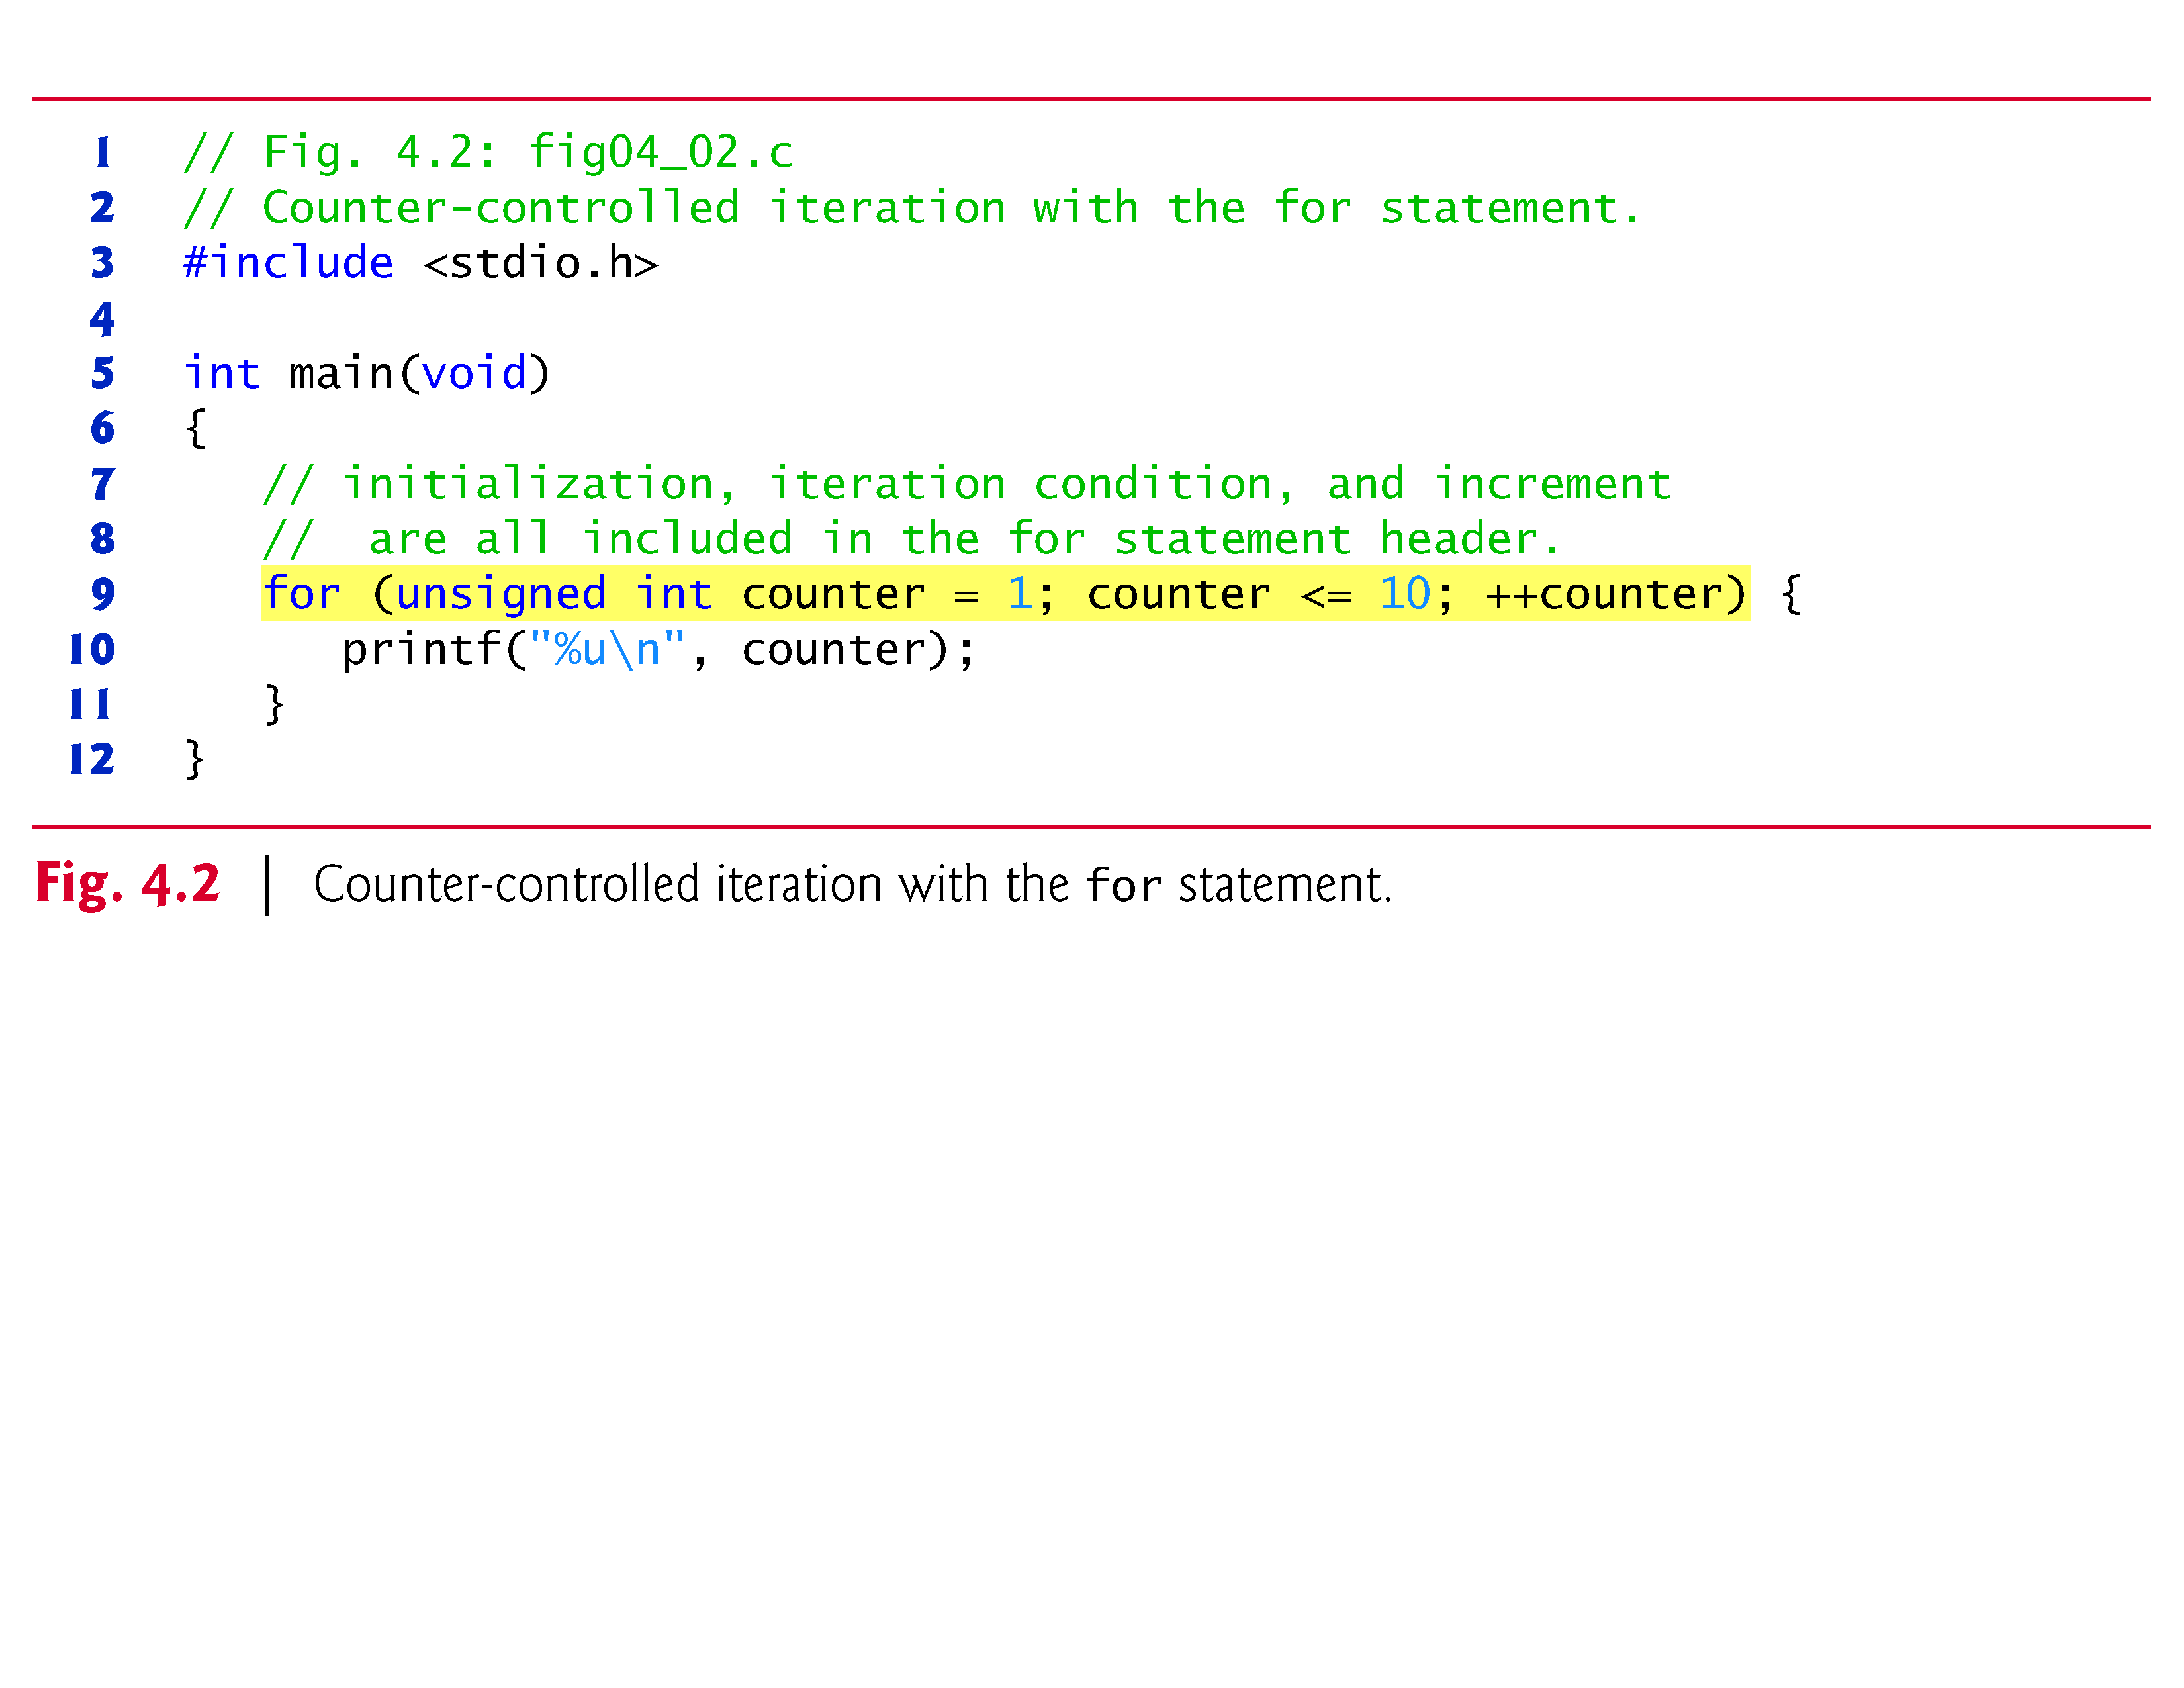 1 // Fig. 4.2: fig04_02.c
2 // Counter-controlled iteration with the for statement.
3 #include <stdio.h>
4
5 int main(void)
6 {
7    // initialization, iteration condition, and increment
8    //  are all included in the for statement header.
9    for (unsigned int counter = 1; counter <= 10; ++counter) {
10       printf("%u\n", counter);
11    }
12 }
Fig. 4.2 | Counter-controlled iteration with the for statement.